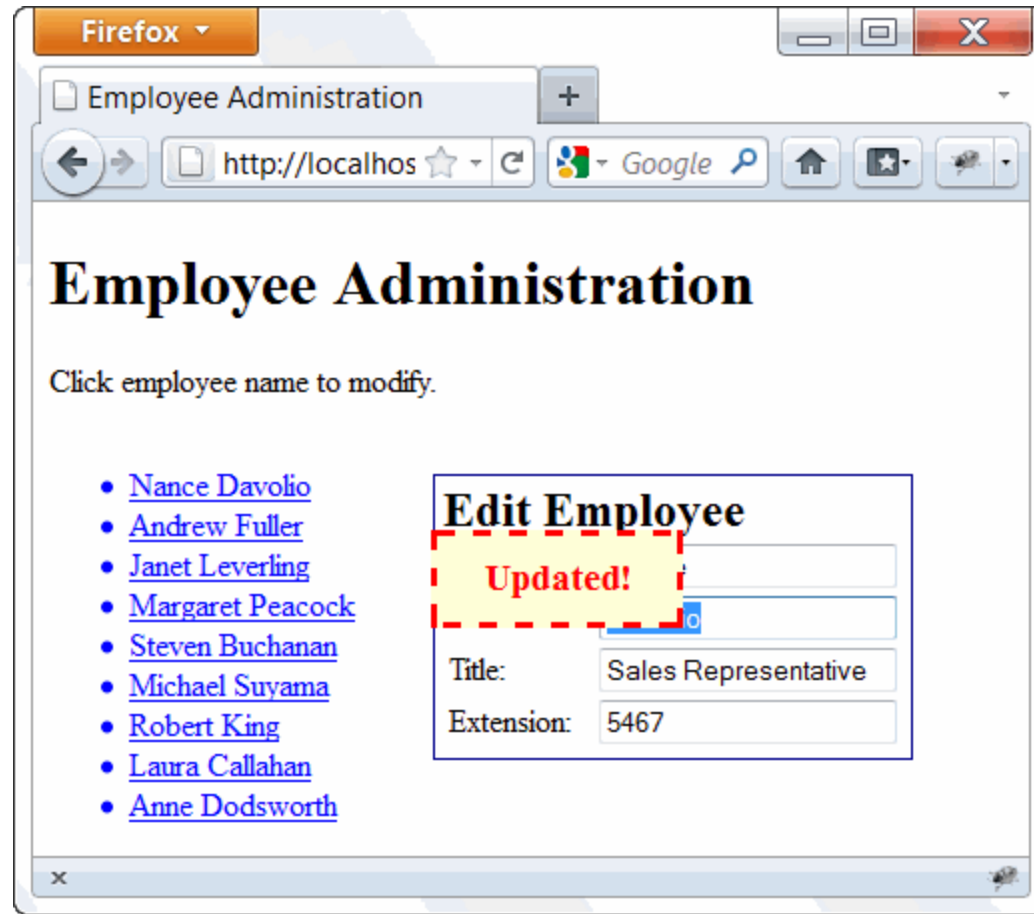 Firefox
Employee Administration
http://localhos
Google
Employee Administration
Click employee name to modify.
Nance Davolio
Andrew Fuller
Janet Leverling
Margaret Peacock
Steven Buchanan
Michael Suyama
Robert King
Laura Callahan
Anne Dodsworth
Edit Employee
Updated!
Title: Sales Representative
Extension: 5467